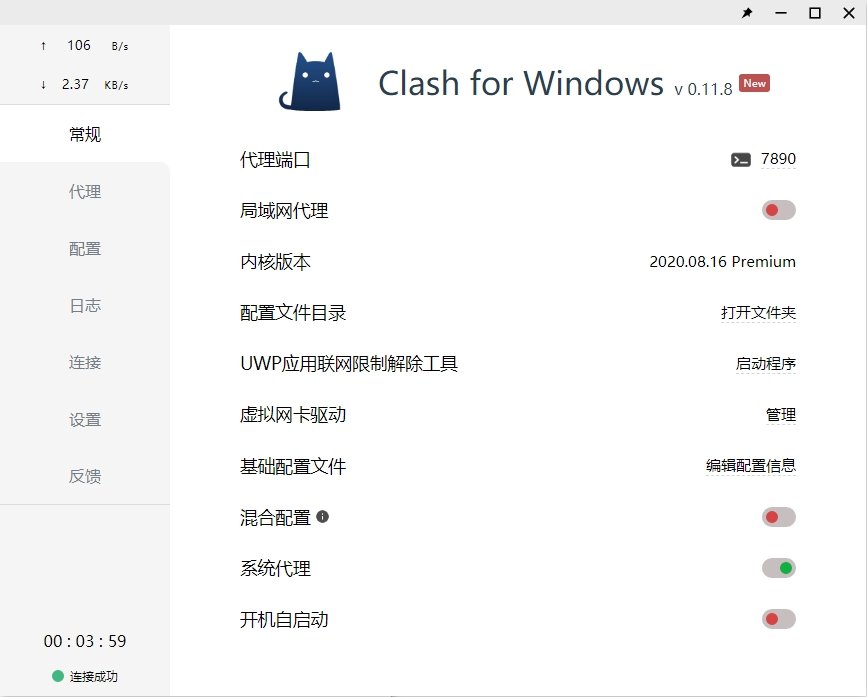 ↑ 106 B/s
↓ 2.37 KB/s
常规
代理
配置
日志
连接
设置
反馈
00 : 03 : 59
连接成功
Clash for Windows v 0.11.8 New
代理端口 7890
局域网代理
内核版本 2020.08.16 Premium
配置文件目录 打开文件夹
UWP应用联网限制解除工具 启动程序
虚拟网卡驱动 管理
基础配置文件 编辑配置信息
混合配置
系统代理
开机自启动